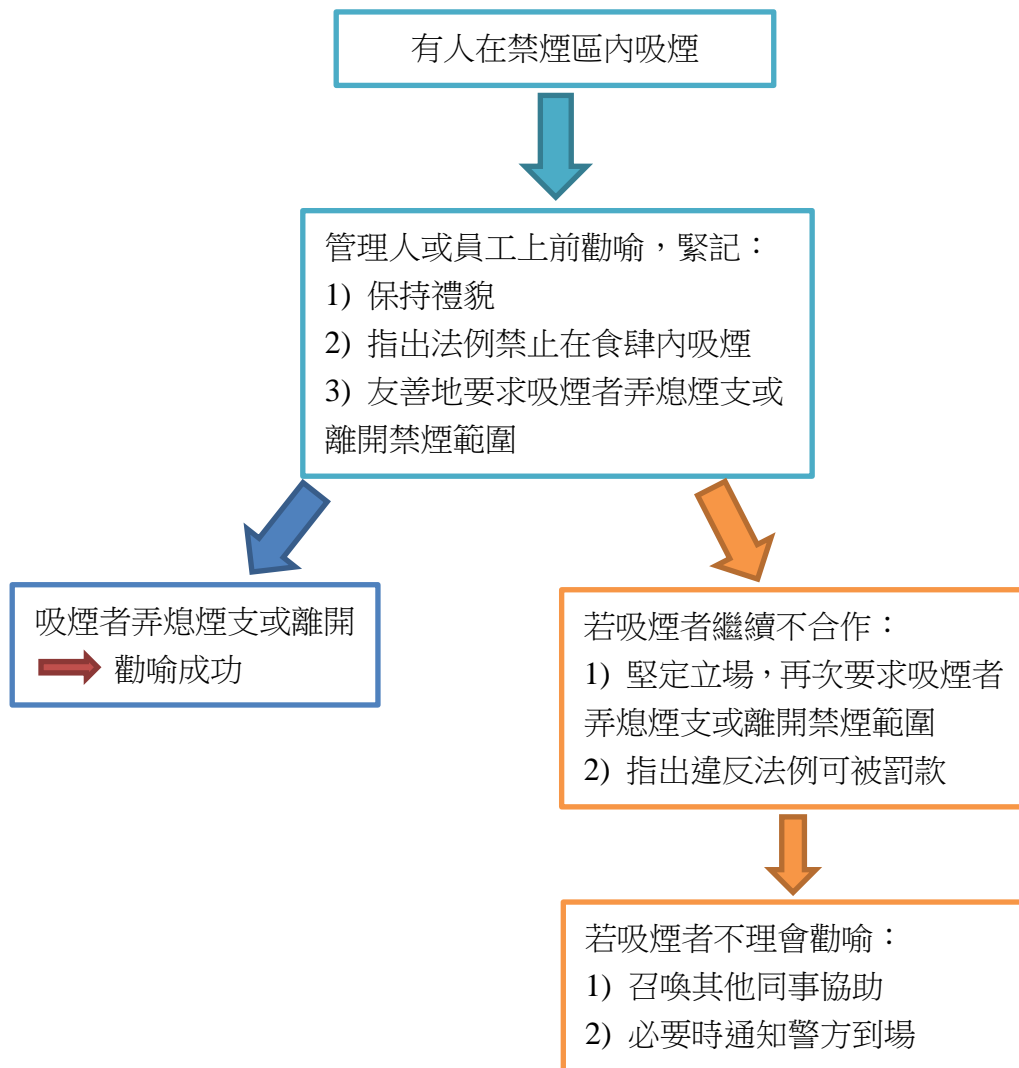 有人在禁煙區內吸煙
管理人或員工上前勸喻，緊記：
1) 保持禮貌
2) 指出法例禁止在食肆內吸煙
3) 友善地要求吸煙者弄熄煙支或
離開禁煙範圍
吸煙者弄熄煙支或離開
勸喻成功
若吸煙者繼續不合作：
1) 堅定立場，再次要求吸煙者
弄熄煙支或離開禁煙範圍
2) 指出違反法例可被罰款
若吸煙者不理會勸喻：
1) 召喚其他同事協助
2) 必要時通知警方到場